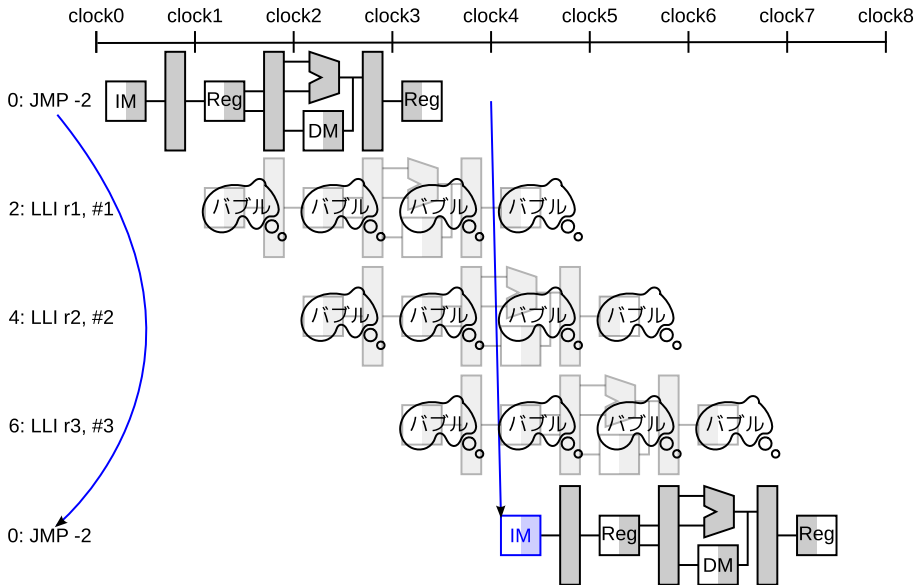 clock0 clock1 clock2 clock3 clock4 clock5 clock6 clock7 clock8
0: JMP -2 IM Reg DM Reg
2: LLI r1, #1 バブル バブル バブル バブル
4: LLI r2, #2 バブル バブル バブル バブル
6: LLI r3, #3 バブル バブル バブル バブル
0: JMP -2 IM Reg DM Reg